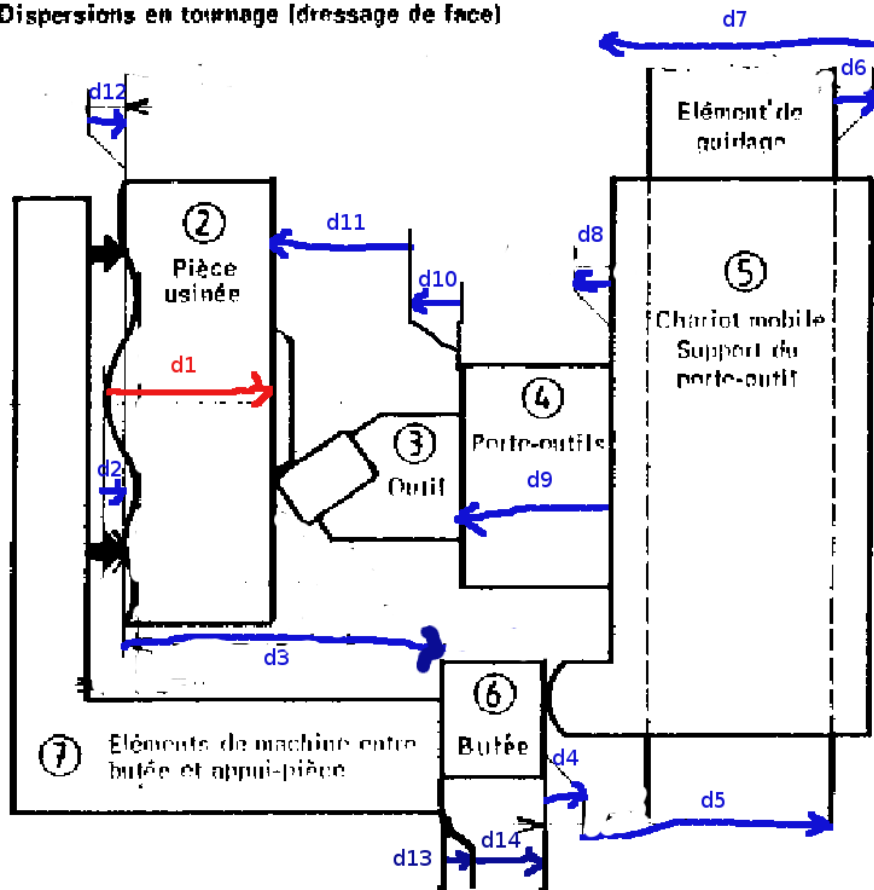 Dispersions en tournage (dressage de face)
d7
d12
d6
Elément de
guidage
2
d11
d8
Pièce
usinée
d10
5
Chariot mobile
Support du
porte-outil
d1
4
3
Porte-outils
d2
Outil
d9
d3
6
7
Eléments de machine entre
butée et appui-pièce
Butée
d4
d5
d13
d14